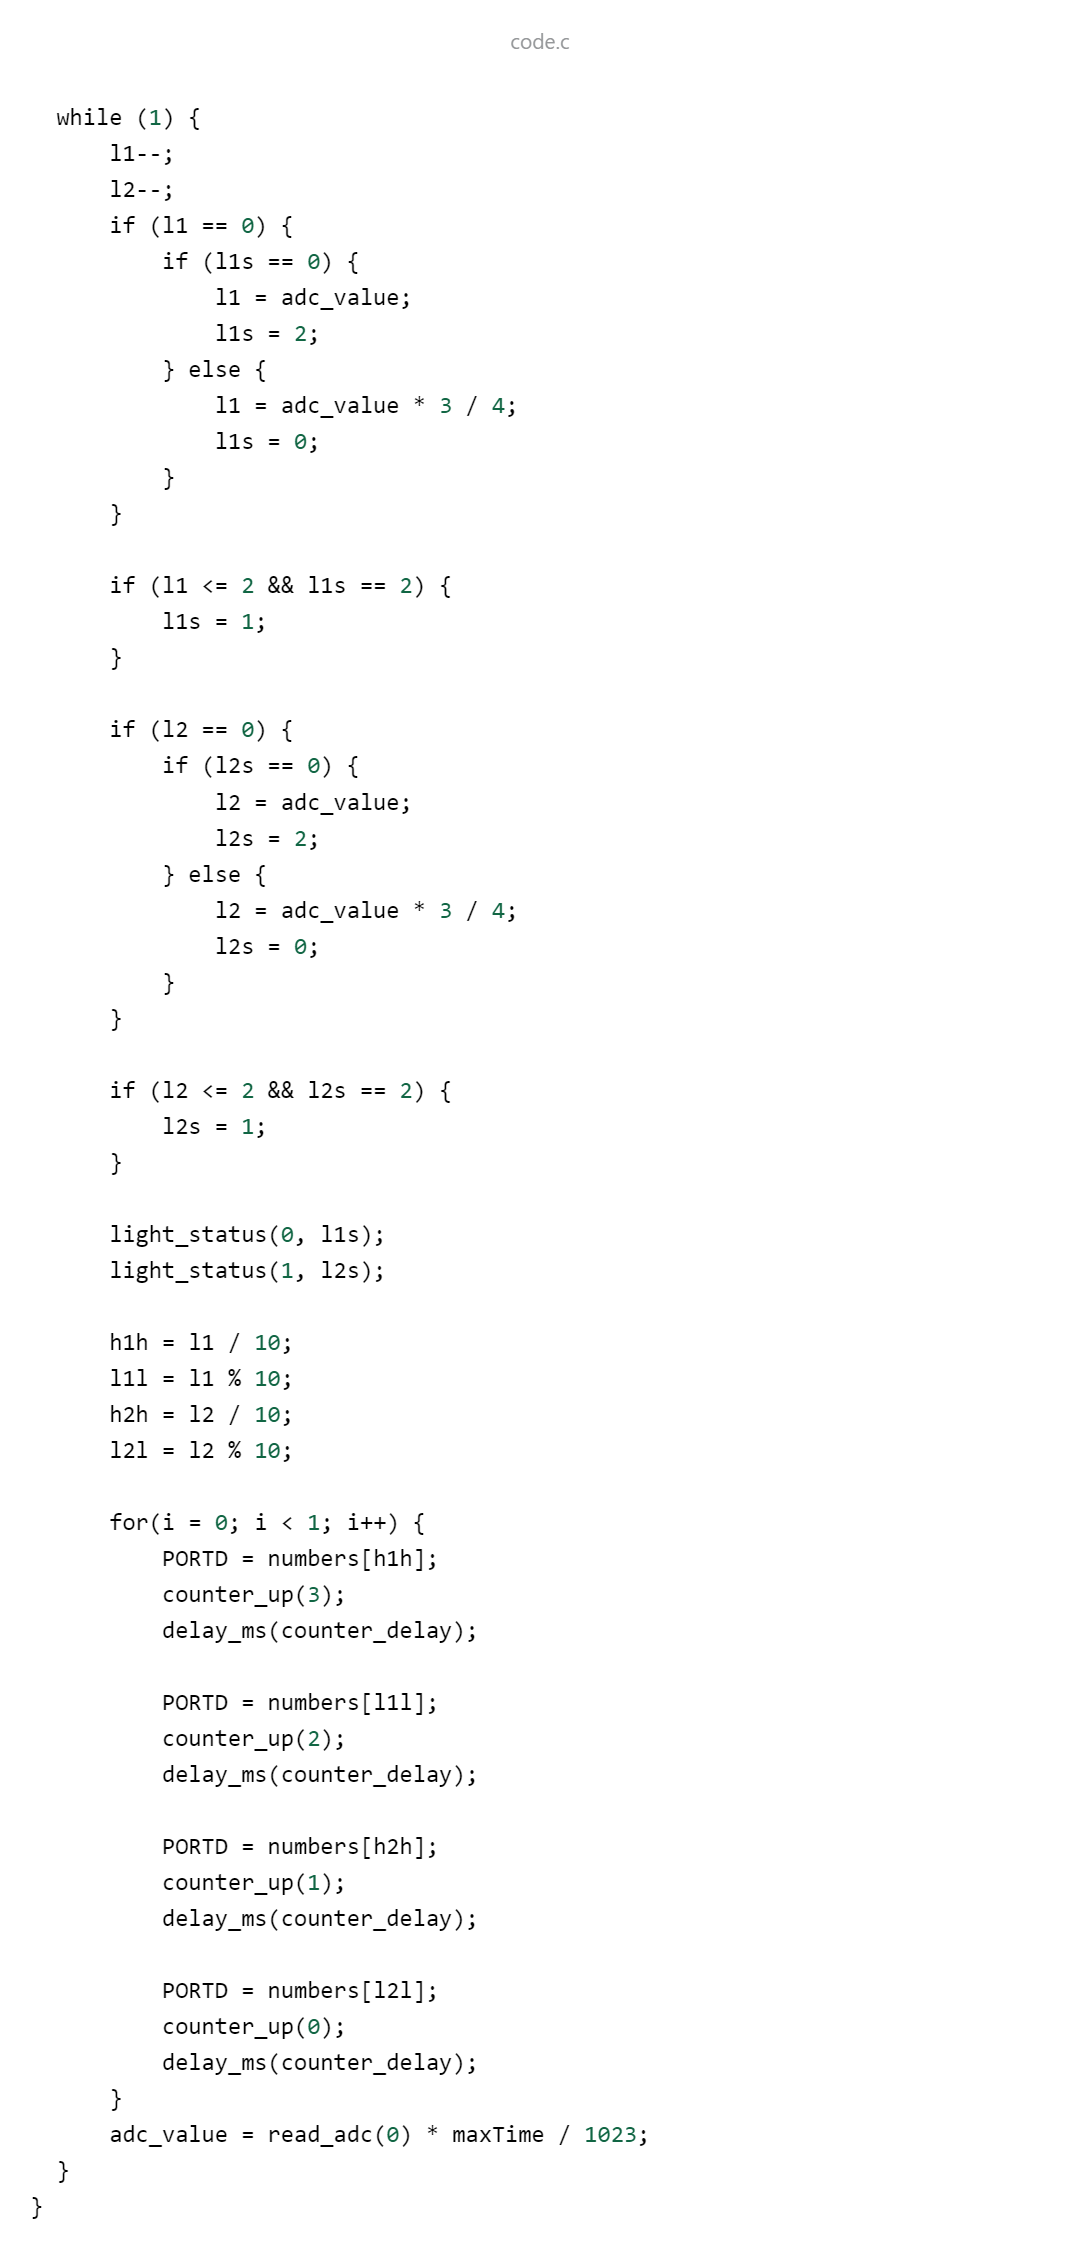 code.c
while (1) {
l1--;
l2--;
if (l1 == 0) {
if (l1s == 0) {
l1 = adc_value;
l1s = 2;
} else {
l1 = adc_value * 3 / 4;
l1s = 0;
}
}
if (l1 <= 2 && l1s == 2) {
l1s = 1;
}
if (l2 == 0) {
if (l2s == 0) {
l2 = adc_value;
l2s = 2;
} else {
l2 = adc_value * 3 / 4;
l2s = 0;
}
}
if (l2 <= 2 && l2s == 2) {
l2s = 1;
}
light_status(0, l1s);
light_status(1, l2s);
h1h = l1 / 10;
l1l = l1 % 10;
h2h = l2 / 10;
l2l = l2 % 10;
for(i = 0; i < 1; i++) {
PORTD = numbers[h1h];
counter_up(3);
delay_ms(counter_delay);
PORTD = numbers[l1l];
counter_up(2);
delay_ms(counter_delay);
PORTD = numbers[h2h];
counter_up(1);
delay_ms(counter_delay);
PORTD = numbers[l2l];
counter_up(0);
delay_ms(counter_delay);
}
adc_value = read_adc(0) * maxTime / 1023;
}
}